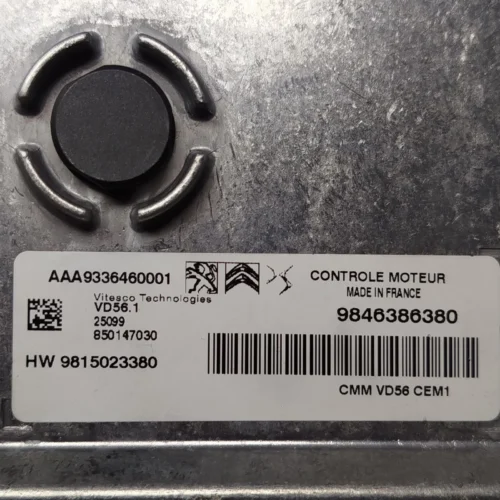 AAA9336460001
Vitesco Technologies
VD56.1
25099
850147030
HW 9815023380
CONTROLE MOTEUR
MADE IN FRANCE
9846386380
CMM VD56 CEM1